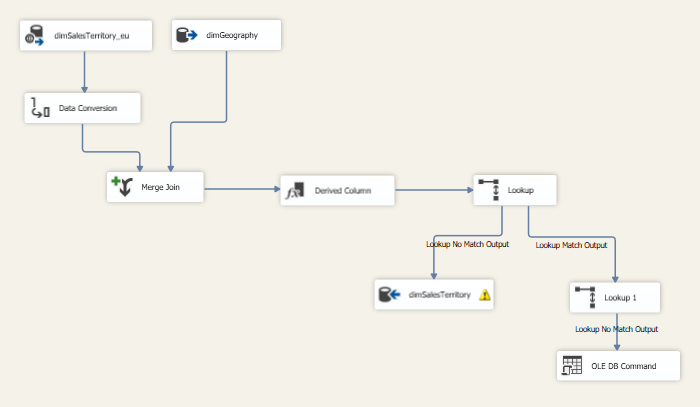 dimSalesTerritory_eu
dimGeography
Data Conversion
Merge Join
Derived Column
Lookup
Lookup No Match Output
Lookup Match Output
dimSalesTerritory
Lookup 1
Lookup No Match Output
OLE DB Command